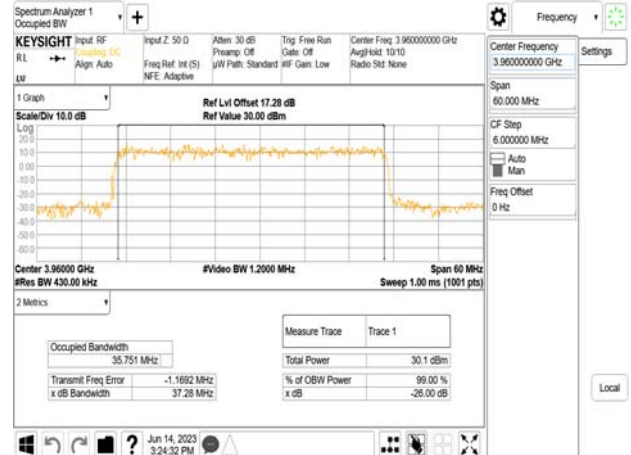 Spectrum Analyzer 1
Occupied BW
Frequency
KEYSIGHT
Input: RF
Coupling: DC
Align: Auto
Input Z: 50 Ω
Freq Ref: Int (S)
NFE: Adaptive
Atten: 30 dB
Preamp: Off
µW Path: Standard
Trig: Free Run
Gate: Off
#IF Gain: Low
Center Freq: 3.960000000 GHz
Avg|Hold: 10/10
Radio Std: None
RL
Center Frequency
3.960000000 GHz
Settings
Span
60.000 MHz
CF Step
6.000000 MHz
Auto
Man
Freq Offset
0 Hz
Local
1 Graph
Scale/Div 10.0 dB
Ref Lvl Offset 17.28 dB
Ref Value 30.00 dBm
Log
20.0
10.0
0.00
-10.0
-20.0
-30.0
-40.0
-50.0
-60.0
Center 3.96000 GHz
#Res BW 430.00 kHz
#Video BW 1.2000 MHz
Span 60 MHz
Sweep 1.00 ms (1001 pts)
2 Metrics
Measure Trace Trace 1
Occupied Bandwidth
35.751 MHz
Total Power 30.1 dBm
Transmit Freq Error -1.1692 MHz
% of OBW Power 99.00 %
x dB Bandwidth 37.28 MHz
x dB -26.00 dB
Jun 14, 2023
3:24:32 PM